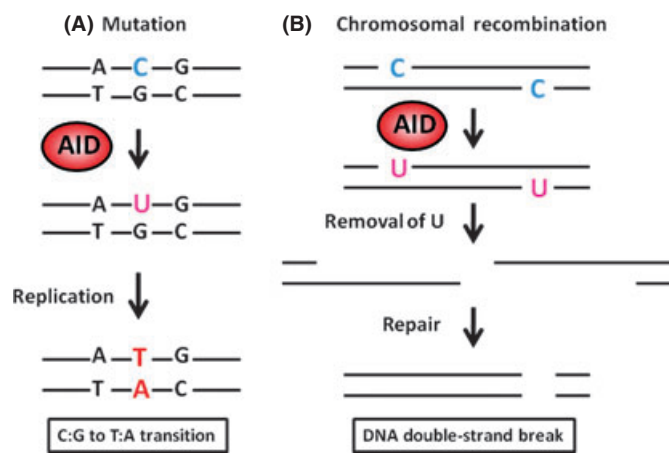 (A) Mutation
A C G
T G C
AID
A U G
T G C
Replication
A T G
T A C
C:G to T:A transition
(B) Chromosomal recombination
C
C
AID
U
U
Removal of U
Repair
DNA double-strand break